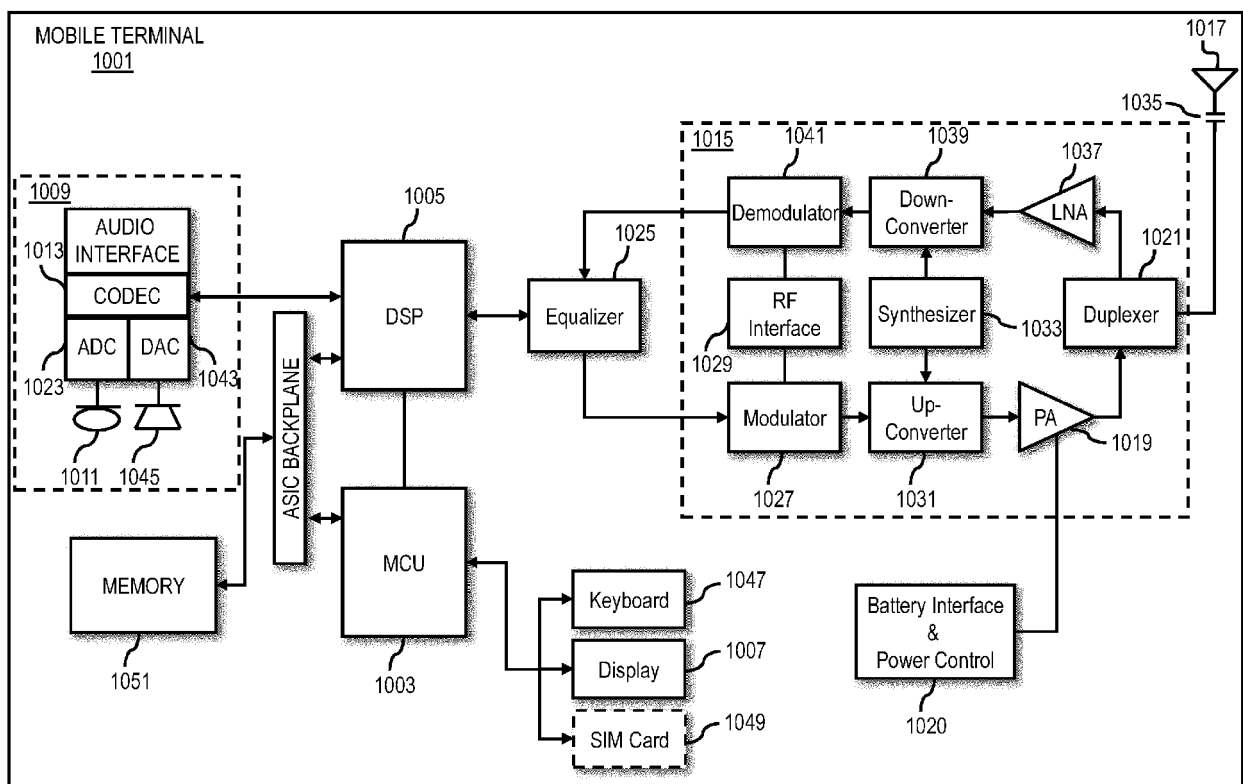 MOBILE TERMINAL
1001
1017
1035
1015
1041
1039
1037
1009
AUDIO
INTERFACE
1013
CODEC
ADC
DAC
1023
1043
1011
1045
1005
DSP
ASIC BACKPLANE
1025
Equalizer
Demodulator
Down-
Converter
LNA
1021
RF
Interface
1029
Synthesizer
1033
Duplexer
Modulator
Up-
Converter
PA
1019
1027
1031
MEMORY
1051
MCU
1003
Keyboard
1047
Display
1007
SIM Card
1049
Battery Interface
&
Power Control
1020